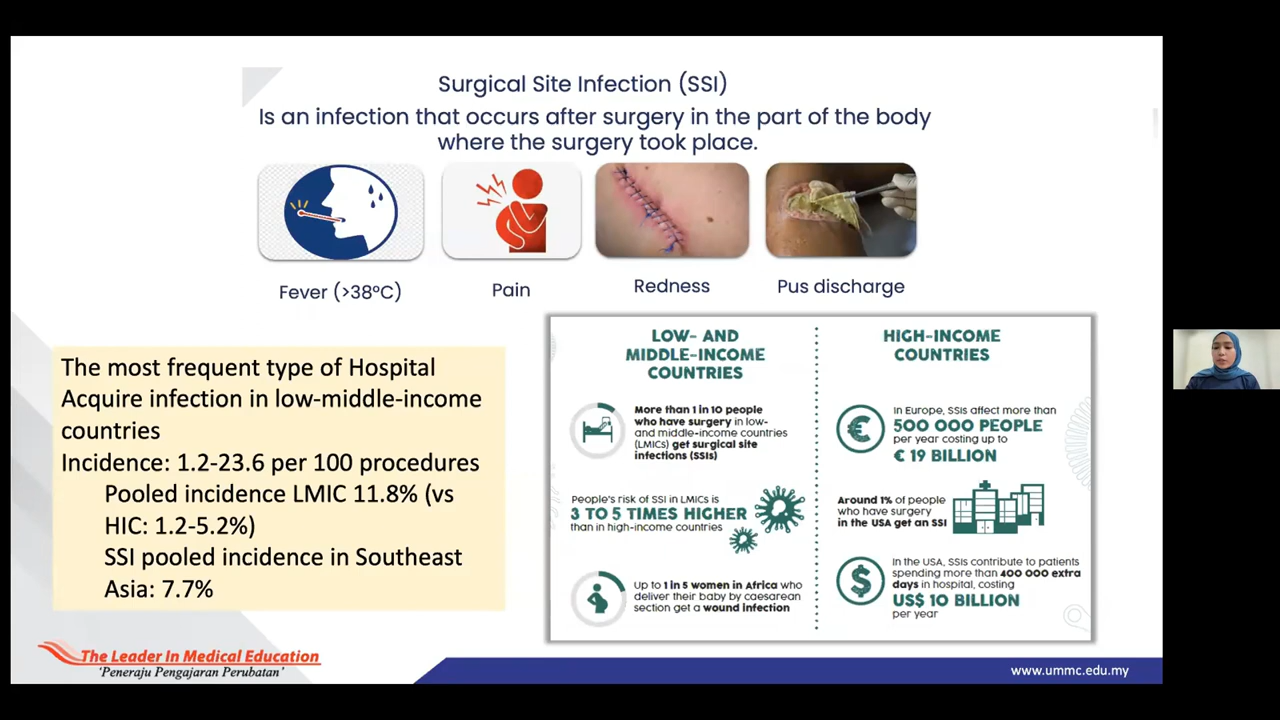 Surgical Site Infection (SSI)
Is an infection that occurs after surgery in the part of the body
where the surgery took place.
Fever (>38°C)
Pain
Redness
Pus discharge
The most frequent type of Hospital
Acquire infection in low-middle-income
countries
Incidence: 1.2-23.6 per 100 procedures
Pooled incidence LMIC 11.8% (vs
HIC: 1.2-5.2%)
SSI pooled incidence in Southeast
Asia: 7.7%
LOW- AND
MIDDLE-INCOME
COUNTRIES
More than 1 in 10 people
who have surgery in low-
and middle-income countries
(LMICs) get surgical site
infections (SSIs)
People's risk of SSI in LMICs is
3 TO 5 TIMES HIGHER
than in high-income countries
Up to 1 in 5 women in Africa who
deliver their baby by caesarean
section get a wound infection
HIGH-INCOME
COUNTRIES
€
In Europe, SSIs affect more than
500 000 PEOPLE
per year costing up to
€ 19 BILLION
Around 1% of people
who have surgery
in the USA get an SSI
$
In the USA, SSIs contribute to patients
spending more than 400 000 extra
days in hospital, costing
US$ 10 BILLION
per year
The Leader In Medical Education
'Peneraju Pengajaran Perubatan'
www.ummc.edu.my